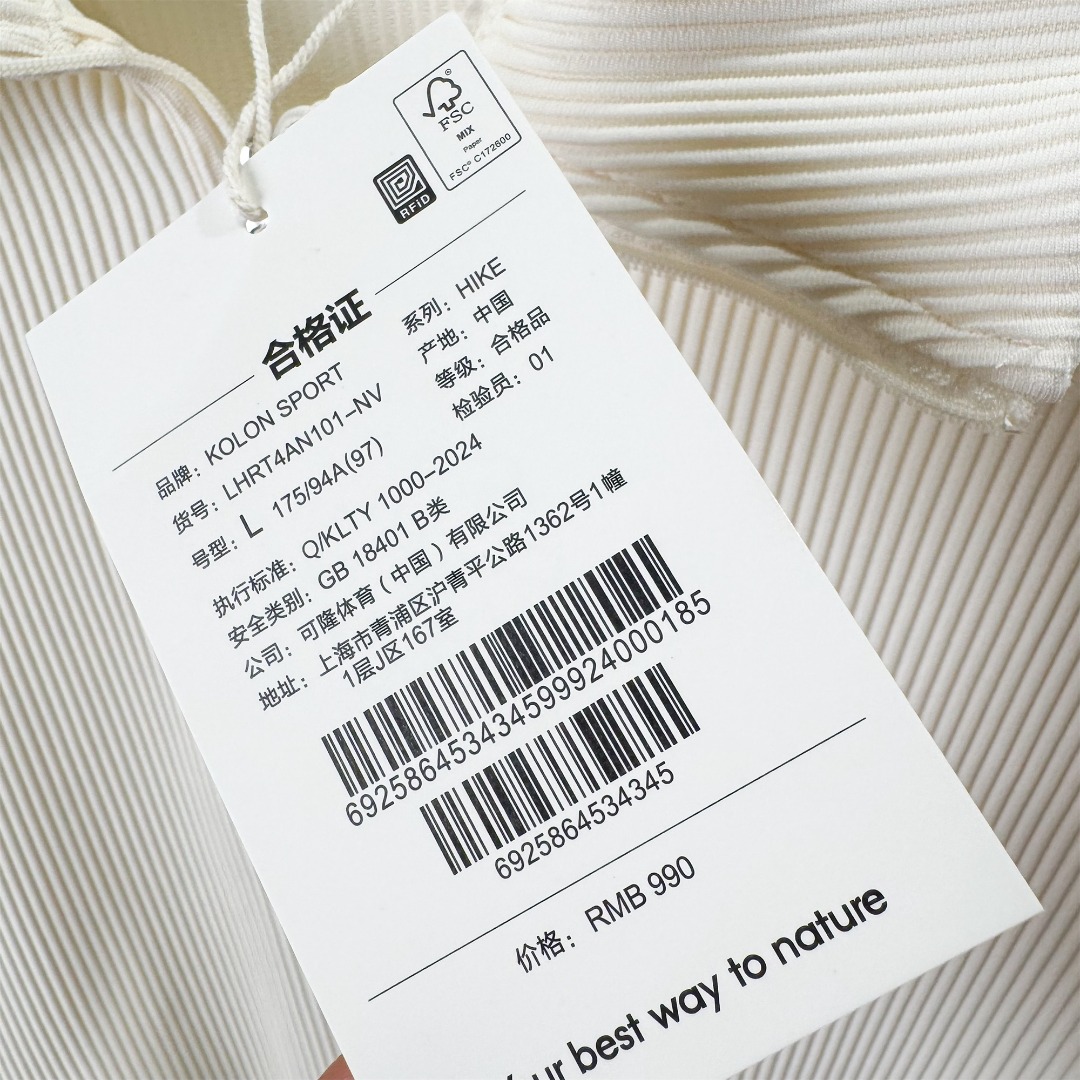 FSC
MIX
Paper
FSC® C172600
RFiD
合格证
品牌：KOLON SPORT
系列：HIKE
货号：LHRT4AN101-NV
产地：中国
号型：L 175/94A(97)
等级：合格品
检验员：01
执行标准：Q/KLTY 1000-2024
安全类别：GB 18401 B类
公司：可隆体育（中国）有限公司
地址：上海市青浦区沪青平公路1362号1幢
1层J区167室
692586453434599924000185
6925864534345
价格：RMB 990
Your best way to nature